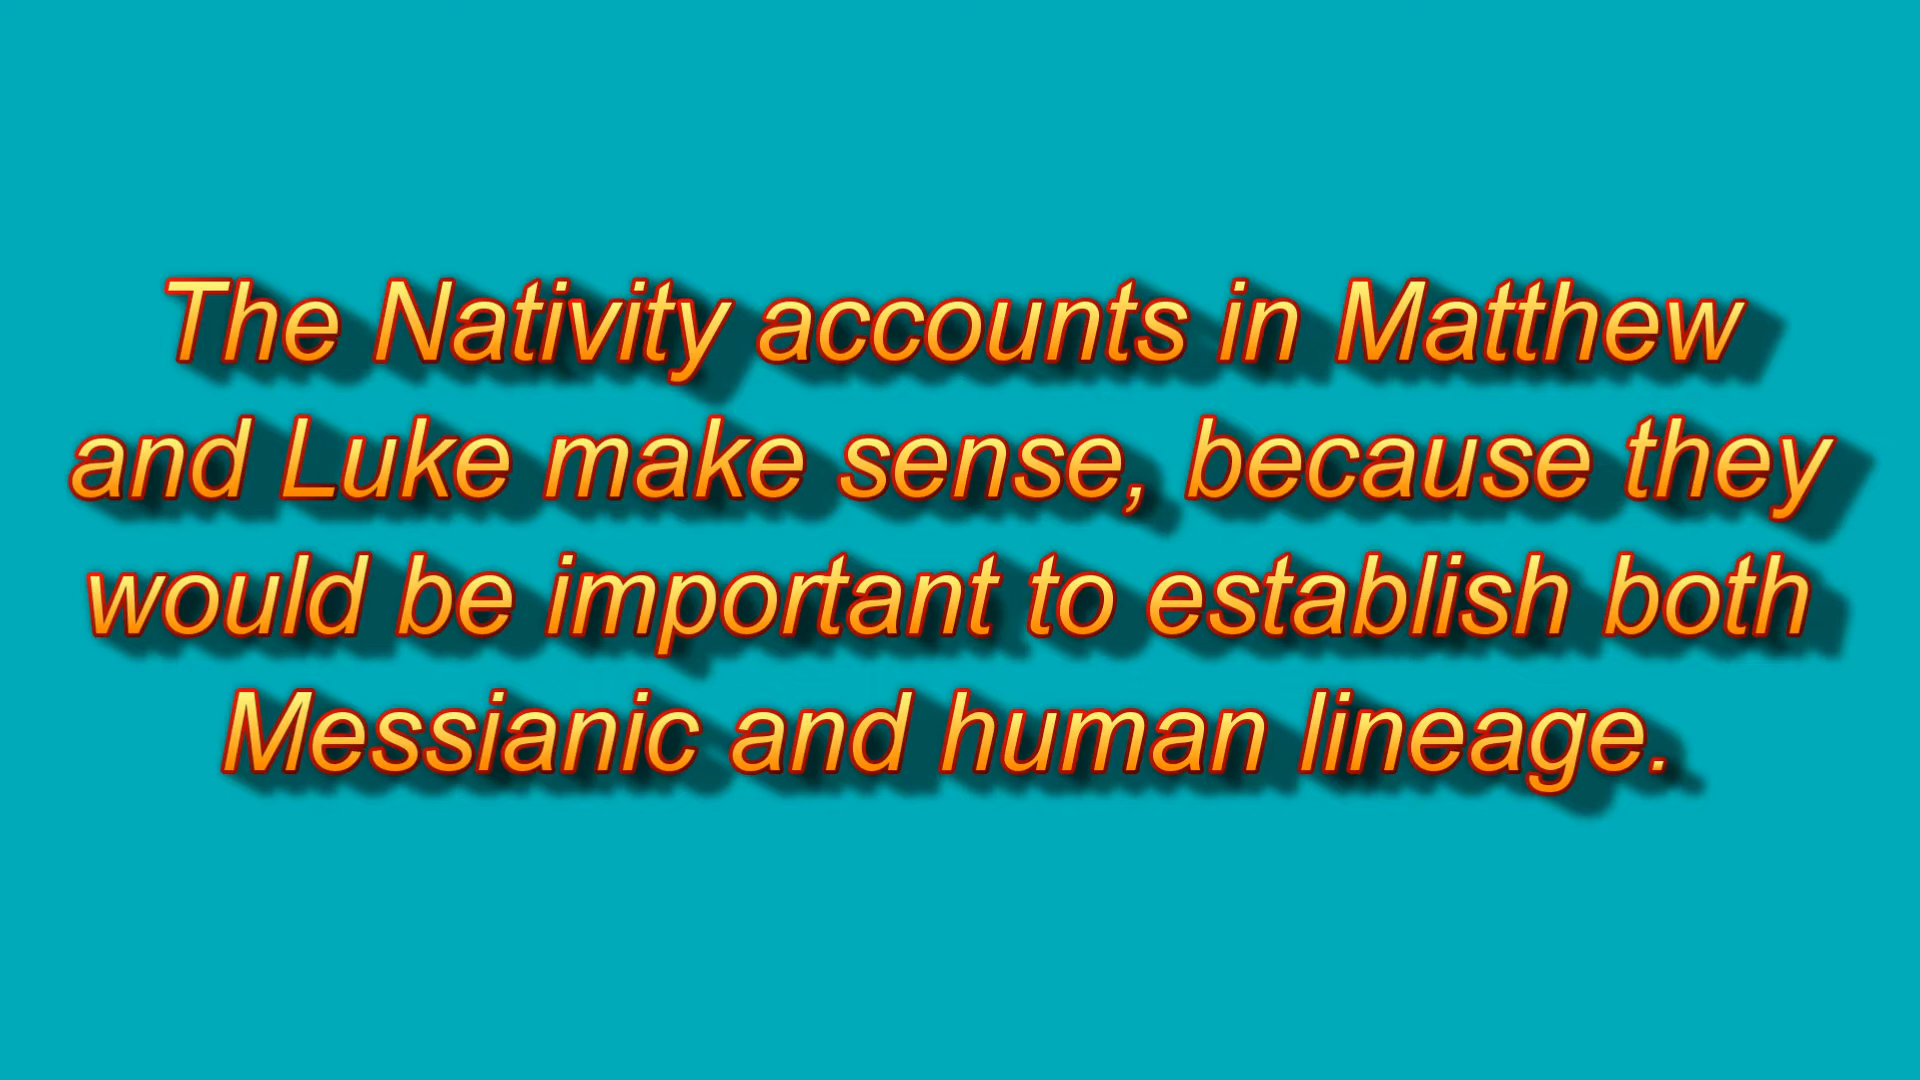 The Nativity accounts in Matthew
and Luke make sense, because they
would be important to establish both
Messianic and human lineage.